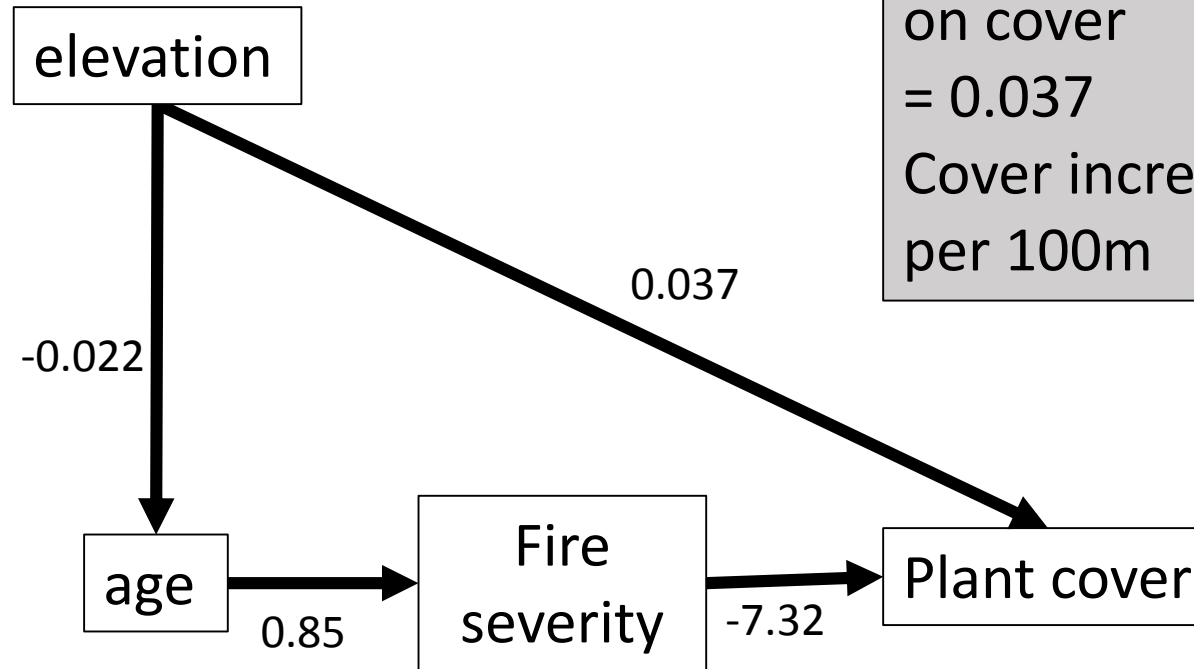 elevation
on cover
= 0.037
Cover incre
per 100m
0.037
-0.022
age
0.85
Fire
severity
-7.32
Plant cover